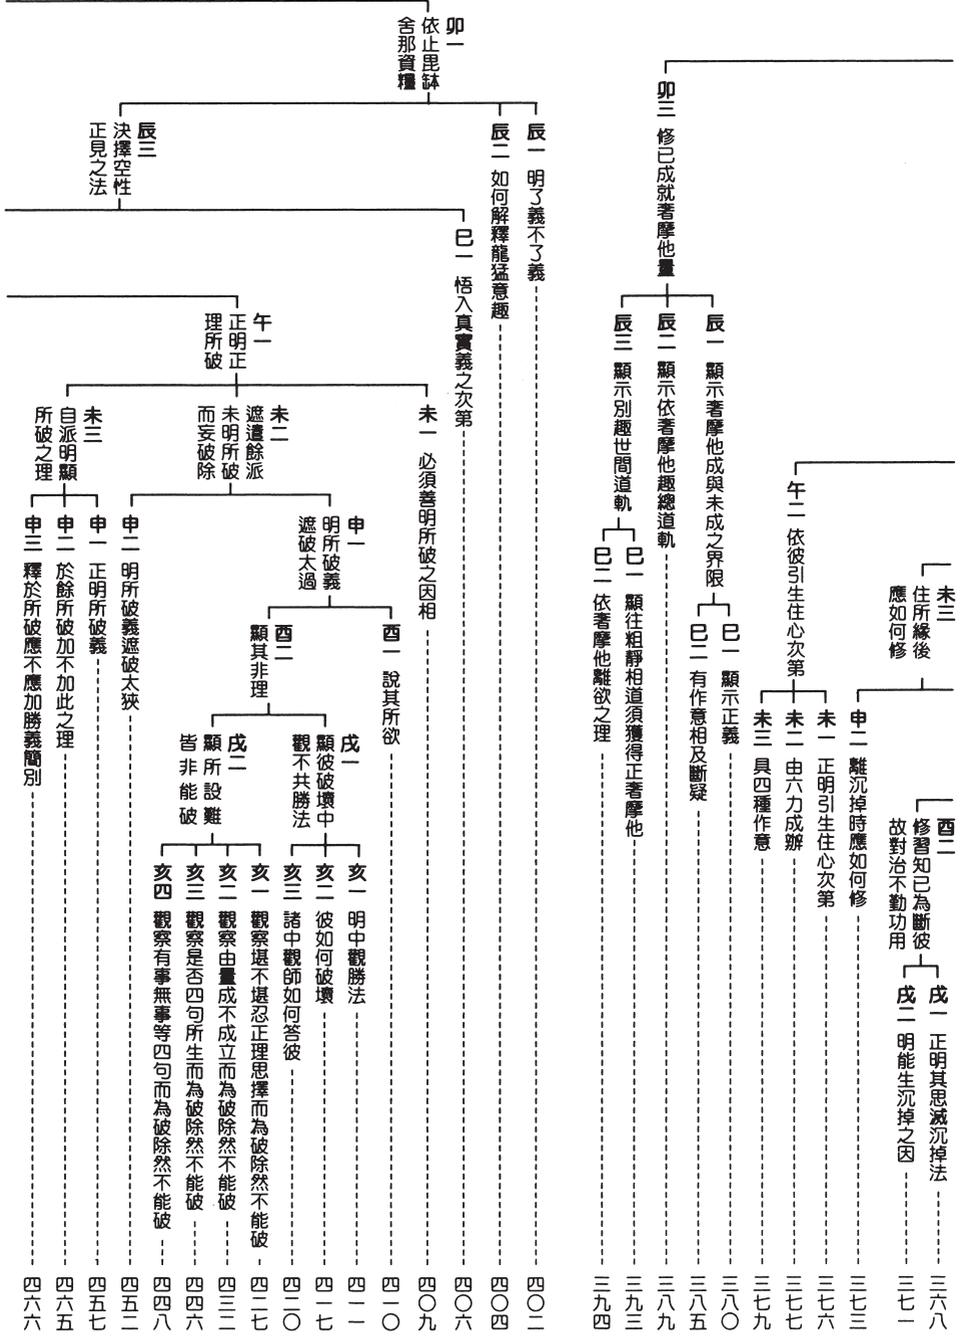 酉二
修習知已為斷彼
故對治不勤功用
戌一 正明其思滅沉掉法 三六八
戌二 明能生沉掉之因 三七一
未三
住所緣後
應如何修
申二 離沉掉時應如何修 三七三
午二 依彼引生住心次第
未一 正明引生住心次第 三七六
未二 由六力成辦 三七七
未三 具四種作意 三七九
卯三 修已成就奢摩他量
辰一 顯示奢摩他成與未成之界限
巳一 顯示正義 三八〇
巳二 有作意相及斷疑 三八五
辰二 顯示依奢摩他趣總道軌 三八九
辰三 顯示別趣世間道軌
巳一 顯往粗靜相道須獲得正奢摩他 三九三
巳二 依奢摩他離欲之理 三九四
卯一
依止毘缽
舍那資糧
辰一 明了義不了義 四〇二
辰二 如何解釋龍猛意趣 四〇四
辰三
決擇空性
正見之法
巳一 悟入真實義之次第 四〇六
午一
正明正
理所破
未一 必須善明所破之因相 四〇九
未二
遮遣餘派
未明所破
而妄破除
申一
明所破義
遮破太過
酉一 說其所欲 四一〇
酉二
顯其非理
戌一
顯彼破壞中
觀不共勝法
亥一 明中觀勝法 四一一
亥二 彼如何破壞 四一七
亥三 諸中觀師如何答彼 四二〇
戌二
顯所設難
皆非能破
亥一 觀察堪不堪忍正理思擇而為破除然不能破 四二七
亥二 觀察由量成不成立而為破除然不能破 四三二
亥三 觀察是否四句所生而為破除然不能破 四四六
亥四 觀察有事無事等四句而為破除然不能破 四四八
申二 明所破義遮破太狹 四五二
未三
自派明顯
所破之理
申一 正明所破義 四五七
申二 於餘所破加不加此之理 四六五
申三 釋於所破應不應加勝義簡別 四六六